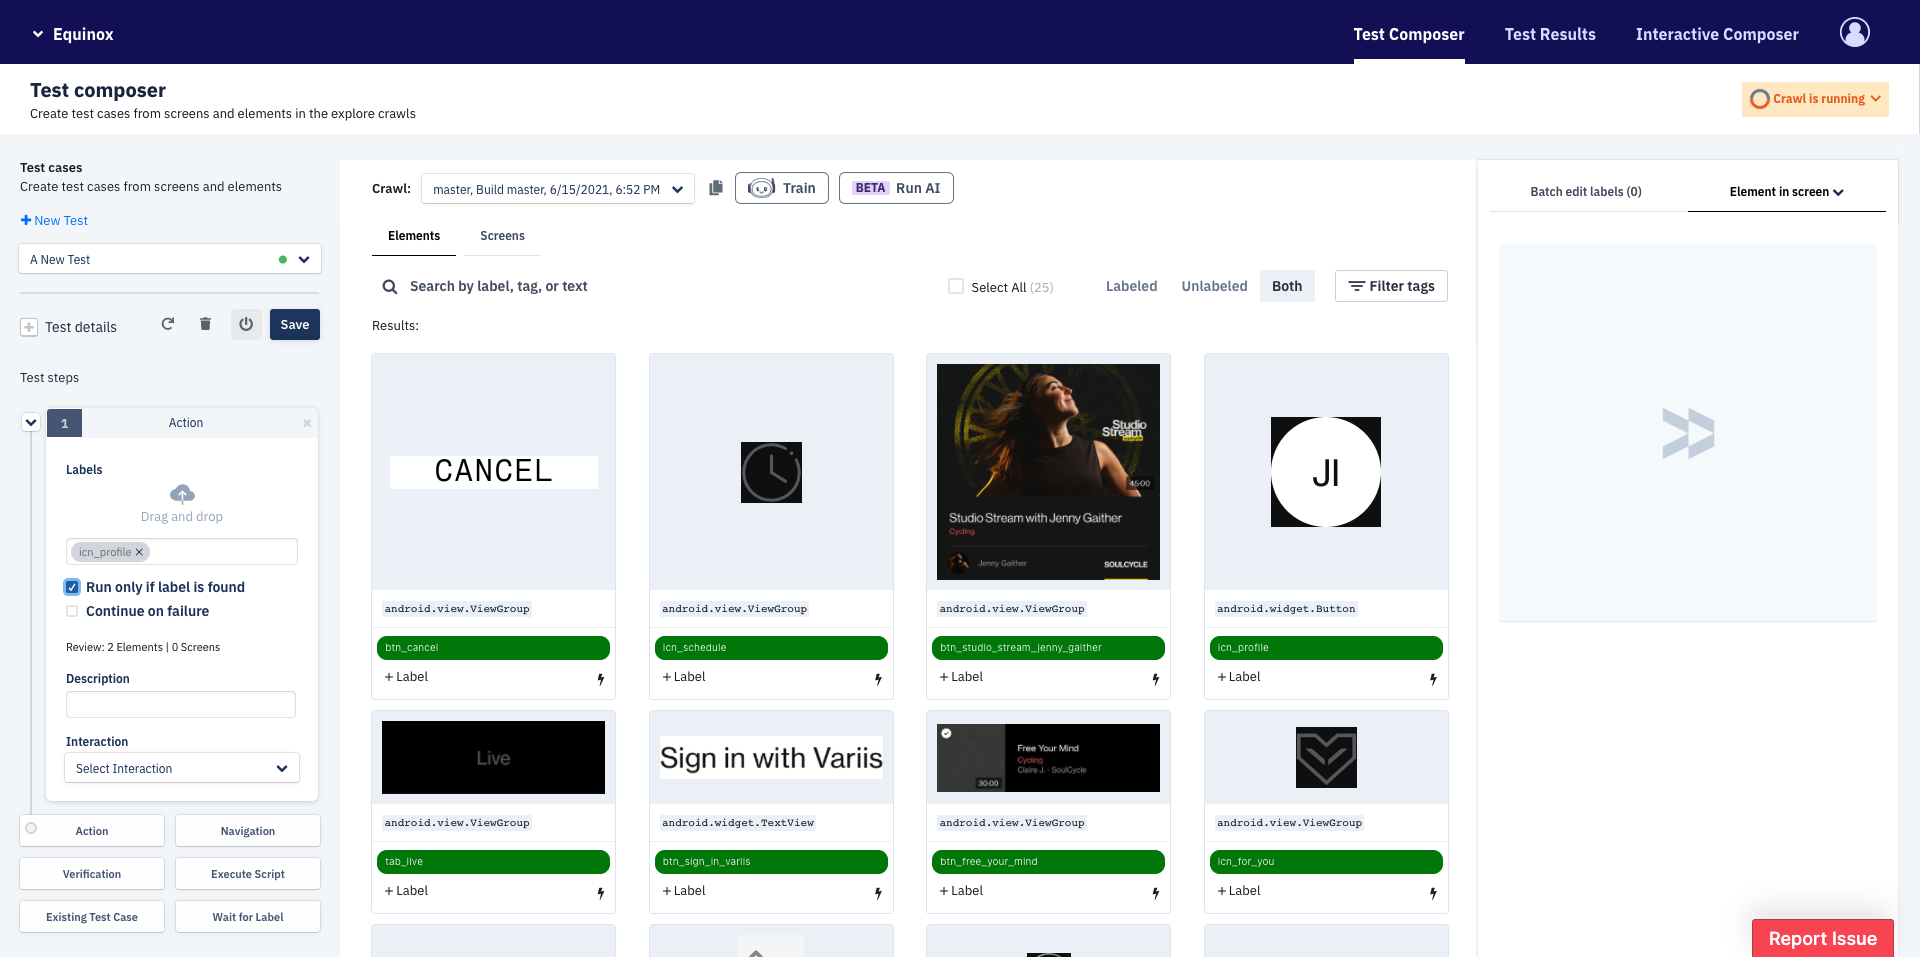 Equinox
Test Composer
Test Results
Interactive Composer
Test composer
Create test cases from screens and elements in the explore crawls
Crawl is running
Test cases
Create test cases from screens and elements
New Test
A New Test
Test details
Save
Test steps
1
Action
Labels
Drag and drop
icn_profile
Run only if label is found
Continue on failure
Review: 2 Elements | 0 Screens
Description
Interaction
Select Interaction
Action
Navigation
Verification
Execute Script
Existing Test Case
Wait for Label
Crawl:
master, Build master, 6/15/2021, 6:52 PM
Train
BETA Run AI
Elements
Screens
Search by label, tag, or text
Select All (25)
Labeled
Unlabeled
Both
Filter tags
Results:
CANCEL
android.view.ViewGroup
btn_cancel
+ Label
android.view.ViewGroup
icn_schedule
+ Label
Studio
Stream
45:00
Studio Stream with Jenny Gaither
Cycling
Jenny Gaither
SOULCYCLE
android.view.ViewGroup
btn_studio_stream_jenny_gaither
+ Label
JI
android.widget.Button
icn_profile
+ Label
Live
android.view.ViewGroup
tab_live
+ Label
Sign in with Variis
android.widget.TextView
btn_sign_in_variis
+ Label
Free Your Mind
Cycling
Claire J. - SoulCycle
30:00
android.view.ViewGroup
btn_free_your_mind
+ Label
android.view.ViewGroup
icn_for_you
+ Label
Batch edit labels (0)
Element in screen
Report Issue